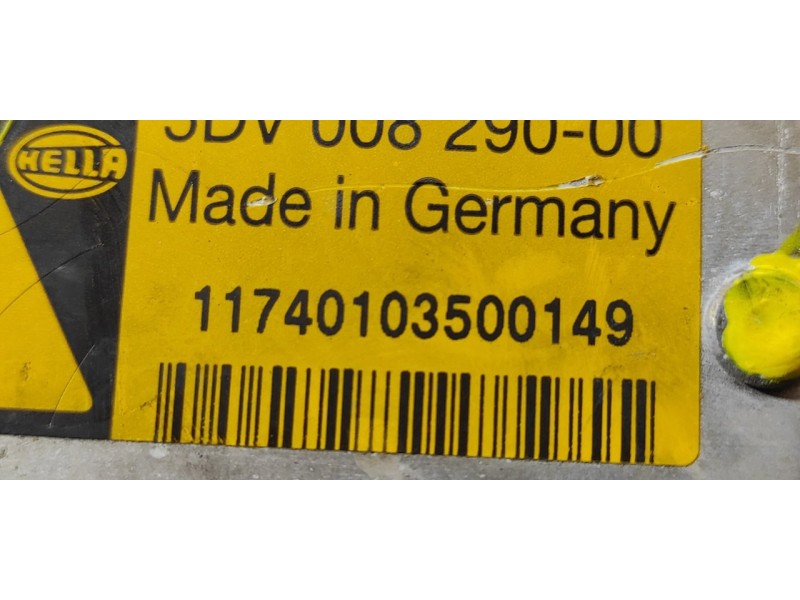 HELLA
5DV 008 290-00
Made in Germany
11740103500149